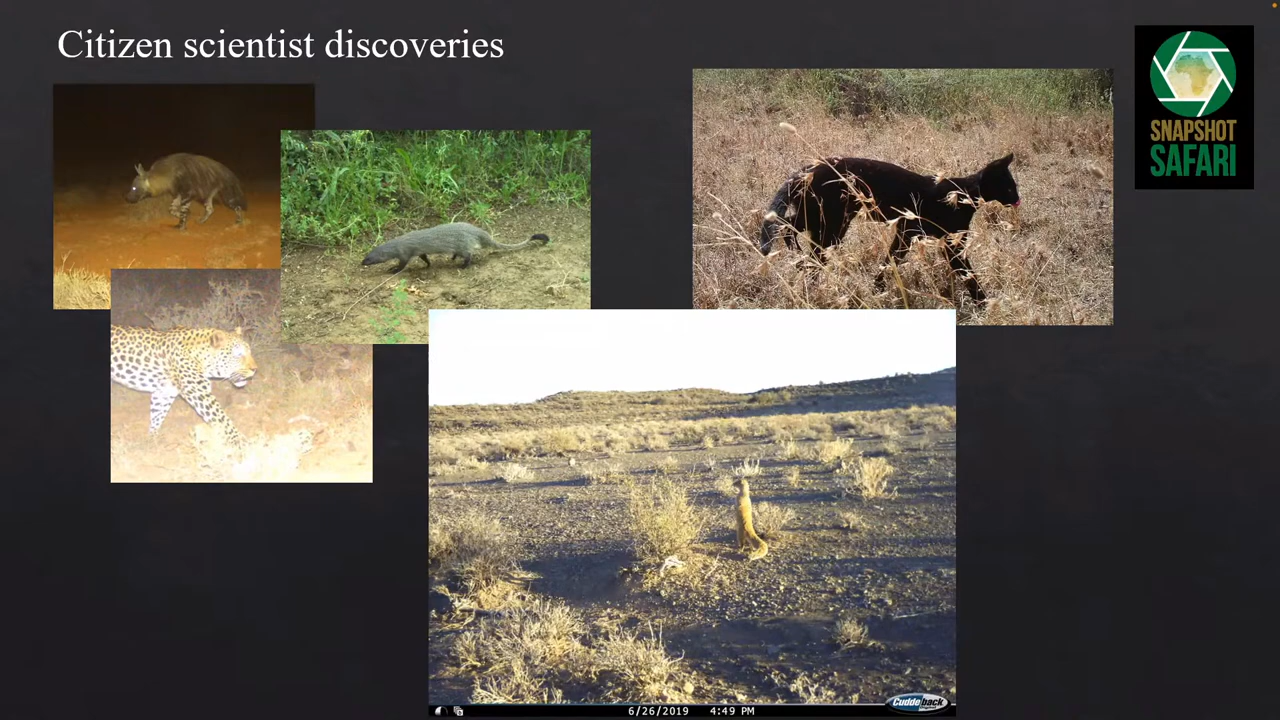 Citizen scientist discoveries
SNAPSHOT
SAFARI
6/26/2019 4:49 PM
Cuddeback